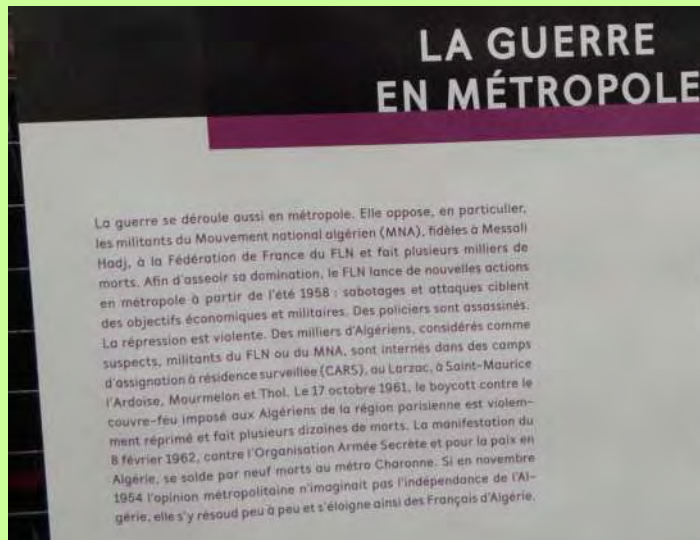 LA GUERRE
EN MÉTROPOLE
La guerre se déroule aussi en métropole. Elle oppose, en particulier,
les militants du Mouvement national algérien (MNA), fidèles à Messali
Hadj, à la Fédération de France du FLN et fait plusieurs milliers de
morts. Afin d'asseoir sa domination, le FLN lance de nouvelles actions
en métropole à partir de l'été 1958 : sabotages et attaques ciblent
des objectifs économiques et militaires. Des policiers sont assassinés.
La répression est violente. Des milliers d'Algériens, considérés comme
suspects, militants du FLN ou du MNA, sont internés dans des camps
d'assignation à résidence surveillée (CARS), au Larzac, à Saint-Maurice
l'Ardoise, Mourmelon et Thol. Le 17 octobre 1961, le boycott contre le
couvre-feu imposé aux Algériens de la région parisienne est violem-
ment réprimé et fait plusieurs dizaines de morts. La manifestation du
8 février 1962, contre l'Organisation Armée Secrète et pour la paix en
Algérie, se solde par neuf morts au métro Charonne. Si en novembre
1954 l'opinion métropolitaine n'imaginait pas l'indépendance de l'Al-
gérie, elle s'y résoud peu à peu et s'éloigne ainsi des Français d'Algérie.